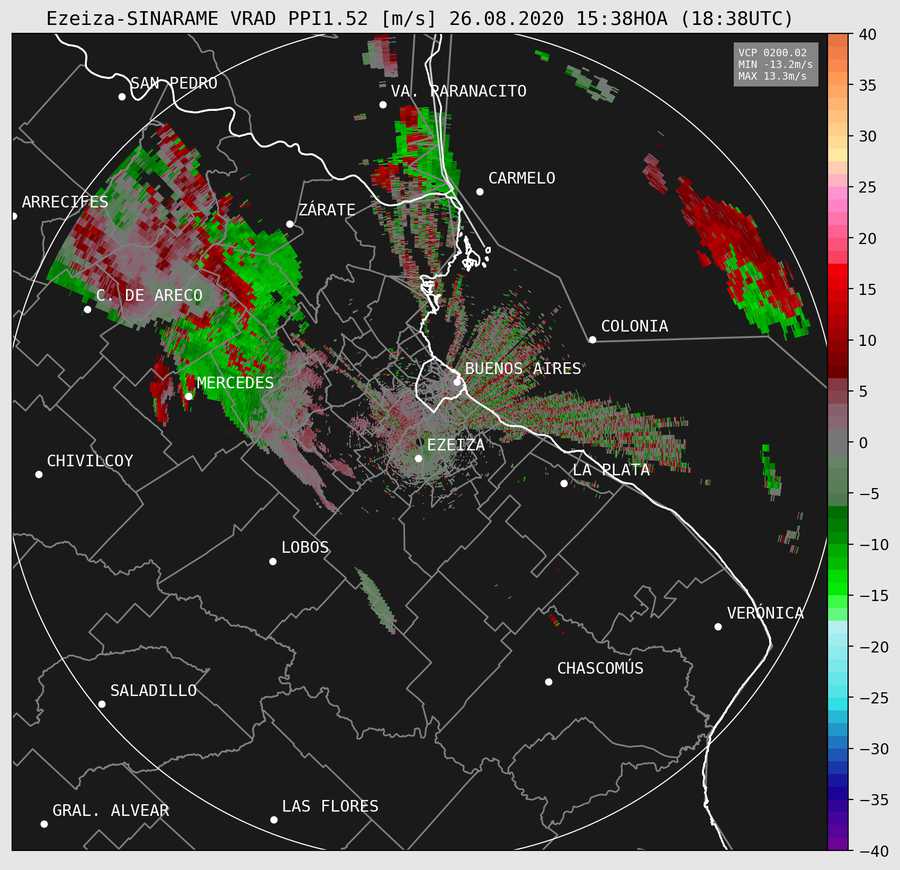 Ezeiza-SINARAME VRAD PPI1.52 [m/s] 26.08.2020 15:38HOA (18:38UTC)
VCP 0200.02
MIN -13.2m/s
MAX 13.3m/s
SAN PEDRO
VA. PARANACITO
CARMELO
ARRECIFES
ZÁRATE
C. DE ARECO
COLONIA
BUENOS AIRES
MERCEDES
EZEIZA
CHIVILCOY
LA PLATA
LOBOS
VERÓNICA
CHASCOMÚS
SALADILLO
GRAL. ALVEAR
LAS FLORES
40
35
30
25
20
15
10
5
0
−5
−10
−15
−20
−25
−30
−35
−40